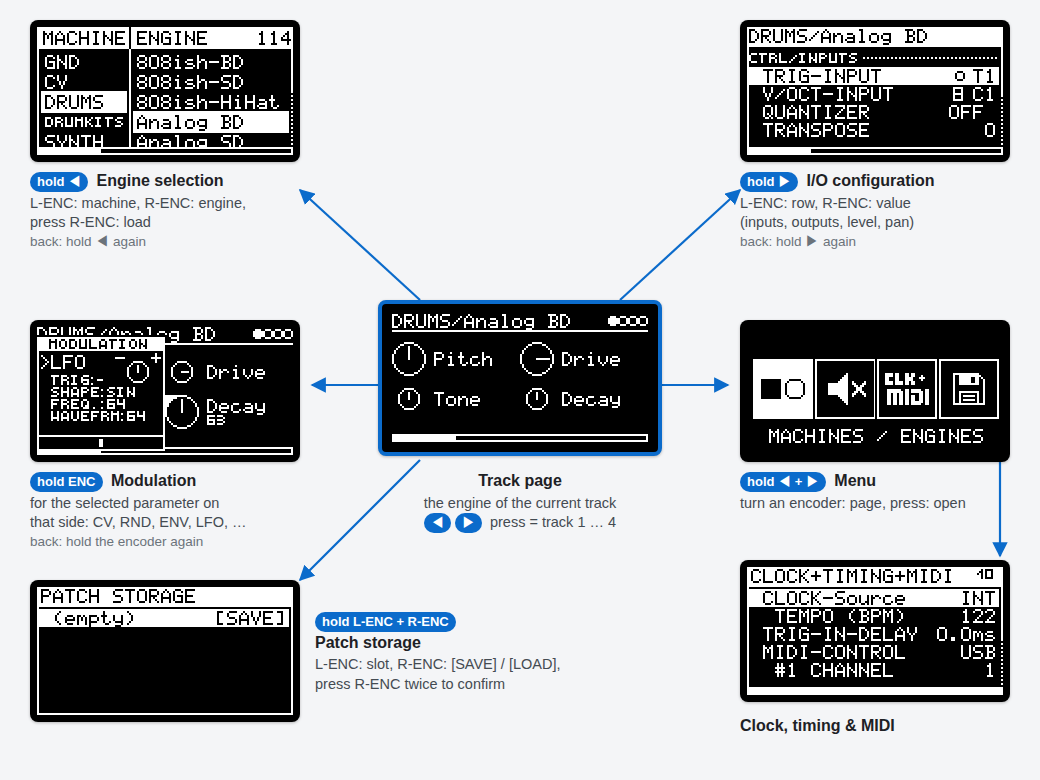 MACHINE ENGINE 114
GND 808ish-BD
CV 808ish-SD
DRUMS 808ish-HiHat
DRUMKITS Analog BD
SYNTH Analog SD
hold ◀ Engine selection
L-ENC: machine, R-ENC: engine,
press R-ENC: load
back: hold ◀ again
DRUMS/Analog BD
CTRL/INPUTS
TRIG-INPUT T1
V/OCT-INPUT C1
QUANTIZER OFF
TRANSPOSE 0
hold ▶ I/O configuration
L-ENC: row, R-ENC: value
(inputs, outputs, level, pan)
back: hold ▶ again
DRUMS/Analog BD
MODULATION
>LFO - +
TRIG:-
SHAPE:SIN
FREQ.:64
WAVEFRM:64
Drive
Decay
63
hold ENC Modulation
for the selected parameter on
that side: CV, RND, ENV, LFO, …
back: hold the encoder again
DRUMS/Analog BD
Pitch Drive
Tone Decay
Track page
the engine of the current track
◀ ▶ press = track 1 … 4
CLK+
MIDI
MACHINES / ENGINES
hold ◀ + ▶ Menu
turn an encoder: page, press: open
PATCH STORAGE
(empty) [SAVE]
hold L-ENC + R-ENC
Patch storage
L-ENC: slot, R-ENC: [SAVE] / [LOAD],
press R-ENC twice to confirm
CLOCK+TIMING+MIDI
CLOCK-Source INT
TEMPO (BPM) 122
TRIG-IN-DELAY 0.0ms
MIDI-CONTROL USB
#1 CHANNEL 1
Clock, timing & MIDI